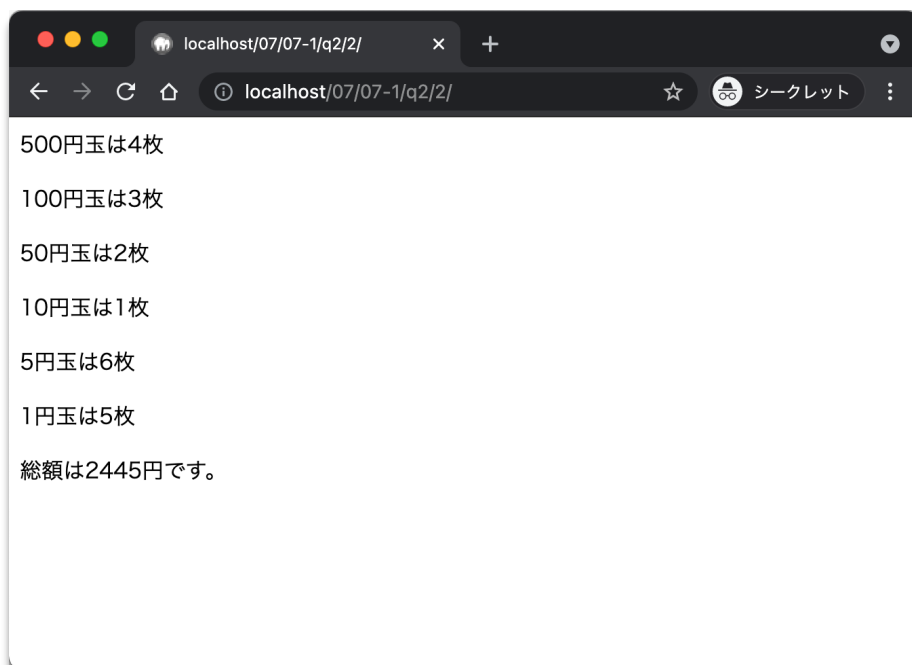 localhost/07/07-1/q2/2/
localhost/07/07-1/q2/2/
シークレット
500円玉は4枚
100円玉は3枚
50円玉は2枚
10円玉は1枚
5円玉は6枚
1円玉は5枚
総額は2445円です。